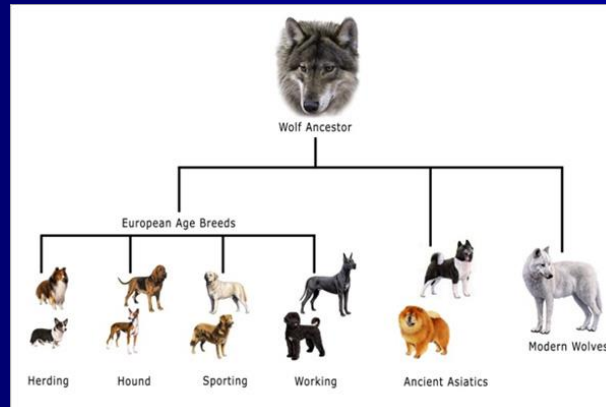 Wolf Ancestor
European Age Breeds
Modern Wolves
Herding
Hound
Sporting
Working
Ancient Asiatics